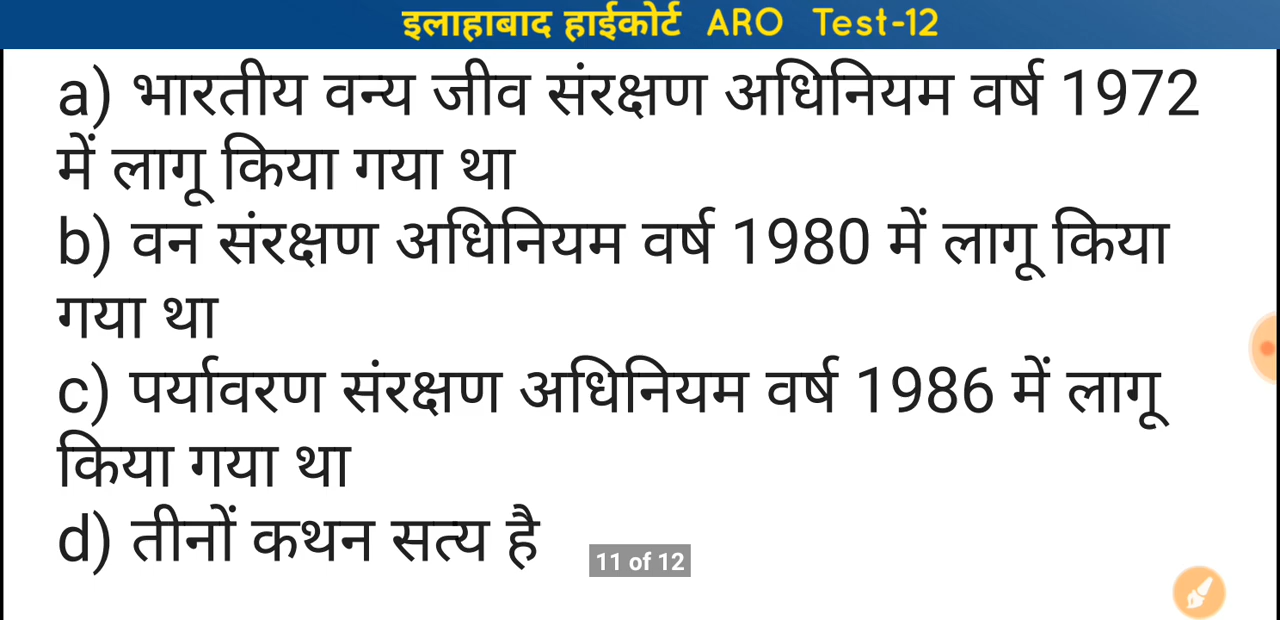 इलाहाबाद हाईकोर्ट ARO Test-12
a) भारतीय वन्य जीव संरक्षण अधिनियम वर्ष 1972
में लागू किया गया था
b) वन संरक्षण अधिनियम वर्ष 1980 में लागू किया
गया था
c) पर्यावरण संरक्षण अधिनियम वर्ष 1986 में लागू
किया गया था
d) तीनों कथन सत्य है
11 of 12